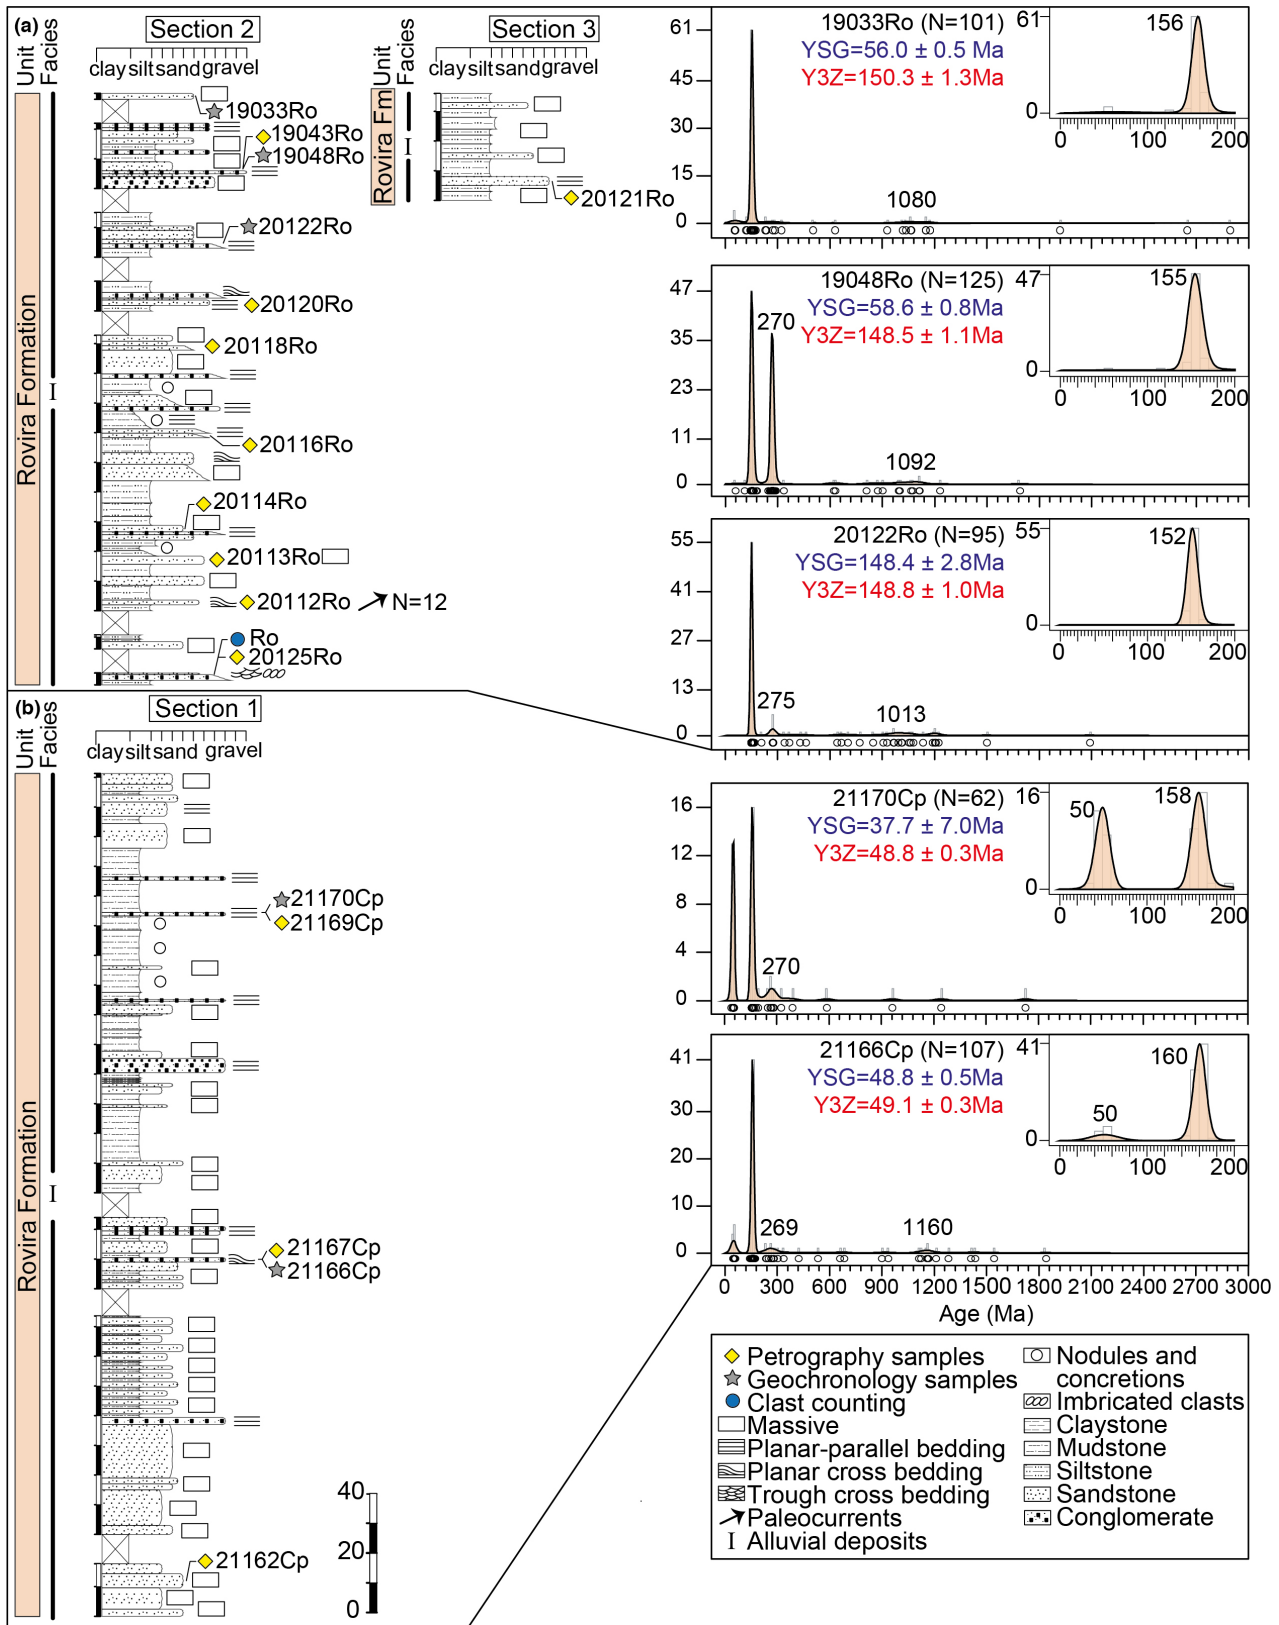 (a)
Section 2
Unit
Facies
clay silt sand gravel
19033Ro
19043Ro
19048Ro
20122Ro
20120Ro
20118Ro
20116Ro
20114Ro
20113Ro
20112Ro N=12
Ro
20125Ro
Rovira Formation
I
Section 3
Unit
Facies
clay silt sand gravel
Rovira Fm
I
20121Ro
(b)
Section 1
Unit
Facies
clay silt sand gravel
21170Cp
21169Cp
21167Cp
21166Cp
21162Cp
Rovira Formation
I
40
20
0
19033Ro (N=101)
YSG=56.0 ± 0.5 Ma
Y3Z=150.3 ± 1.3Ma
61
45
30
15
0
1080
61
156
0
0 100 200
19048Ro (N=125)
YSG=58.6 ± 0.8Ma
Y3Z=148.5 ± 1.1Ma
47
35
23
11
0
270
1092
47
155
0
0 100 200
20122Ro (N=95)
YSG=148.4 ± 2.8Ma
Y3Z=148.8 ± 1.0Ma
55
41
27
13
0
275
1013
55
152
0
0 100 200
21170Cp (N=62)
YSG=37.7 ± 7.0Ma
Y3Z=48.8 ± 0.3Ma
16
12
8
4
0
270
16
50
158
0
0 100 200
21166Cp (N=107)
YSG=48.8 ± 0.5Ma
Y3Z=49.1 ± 0.3Ma
41
30
20
10
0
269
1160
41
50
160
0
0 100 200
0 300 600 900 1200 1500 1800 2100 2400 2700 3000
Age (Ma)
Petrography samples
Geochronology samples
Clast counting
Massive
Planar-parallel bedding
Planar cross bedding
Trough cross bedding
Paleocurrents
I Alluvial deposits
Nodules and
concretions
Imbricated clasts
Claystone
Mudstone
Siltstone
Sandstone
Conglomerate